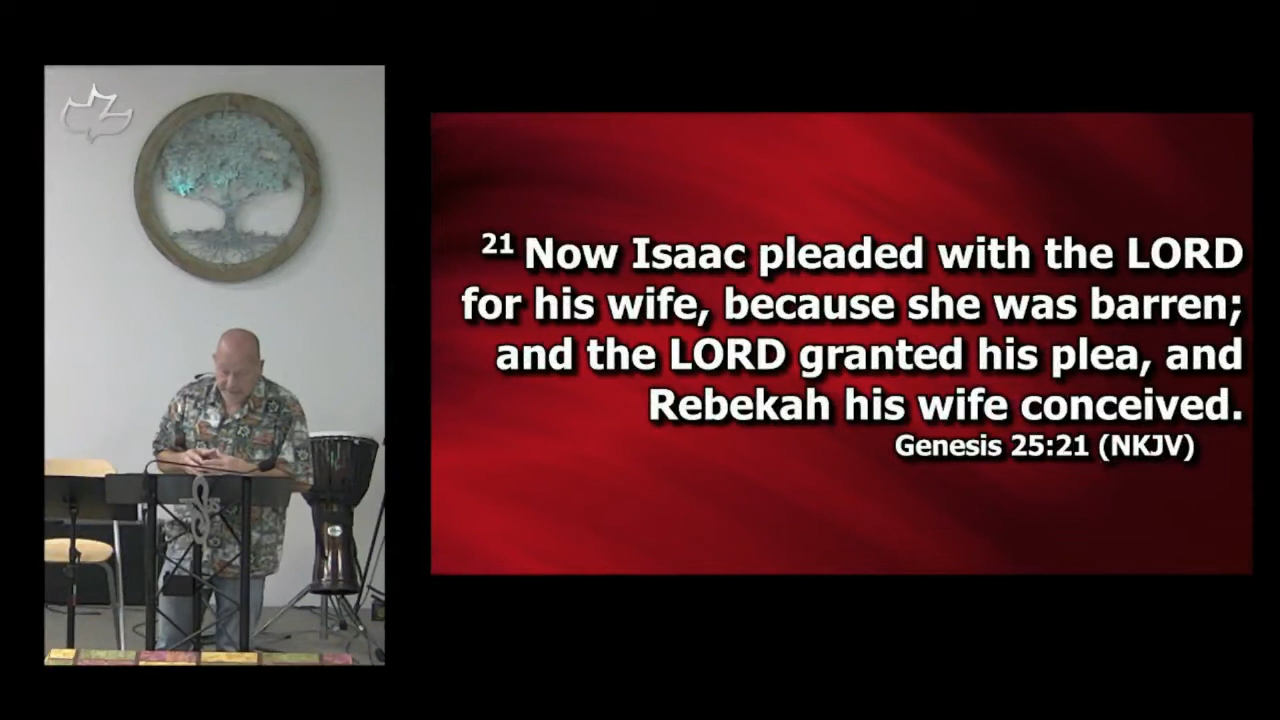 21 Now Isaac pleaded with the LORD
for his wife, because she was barren;
and the LORD granted his plea, and
Rebekah his wife conceived.
Genesis 25:21 (NKJV)